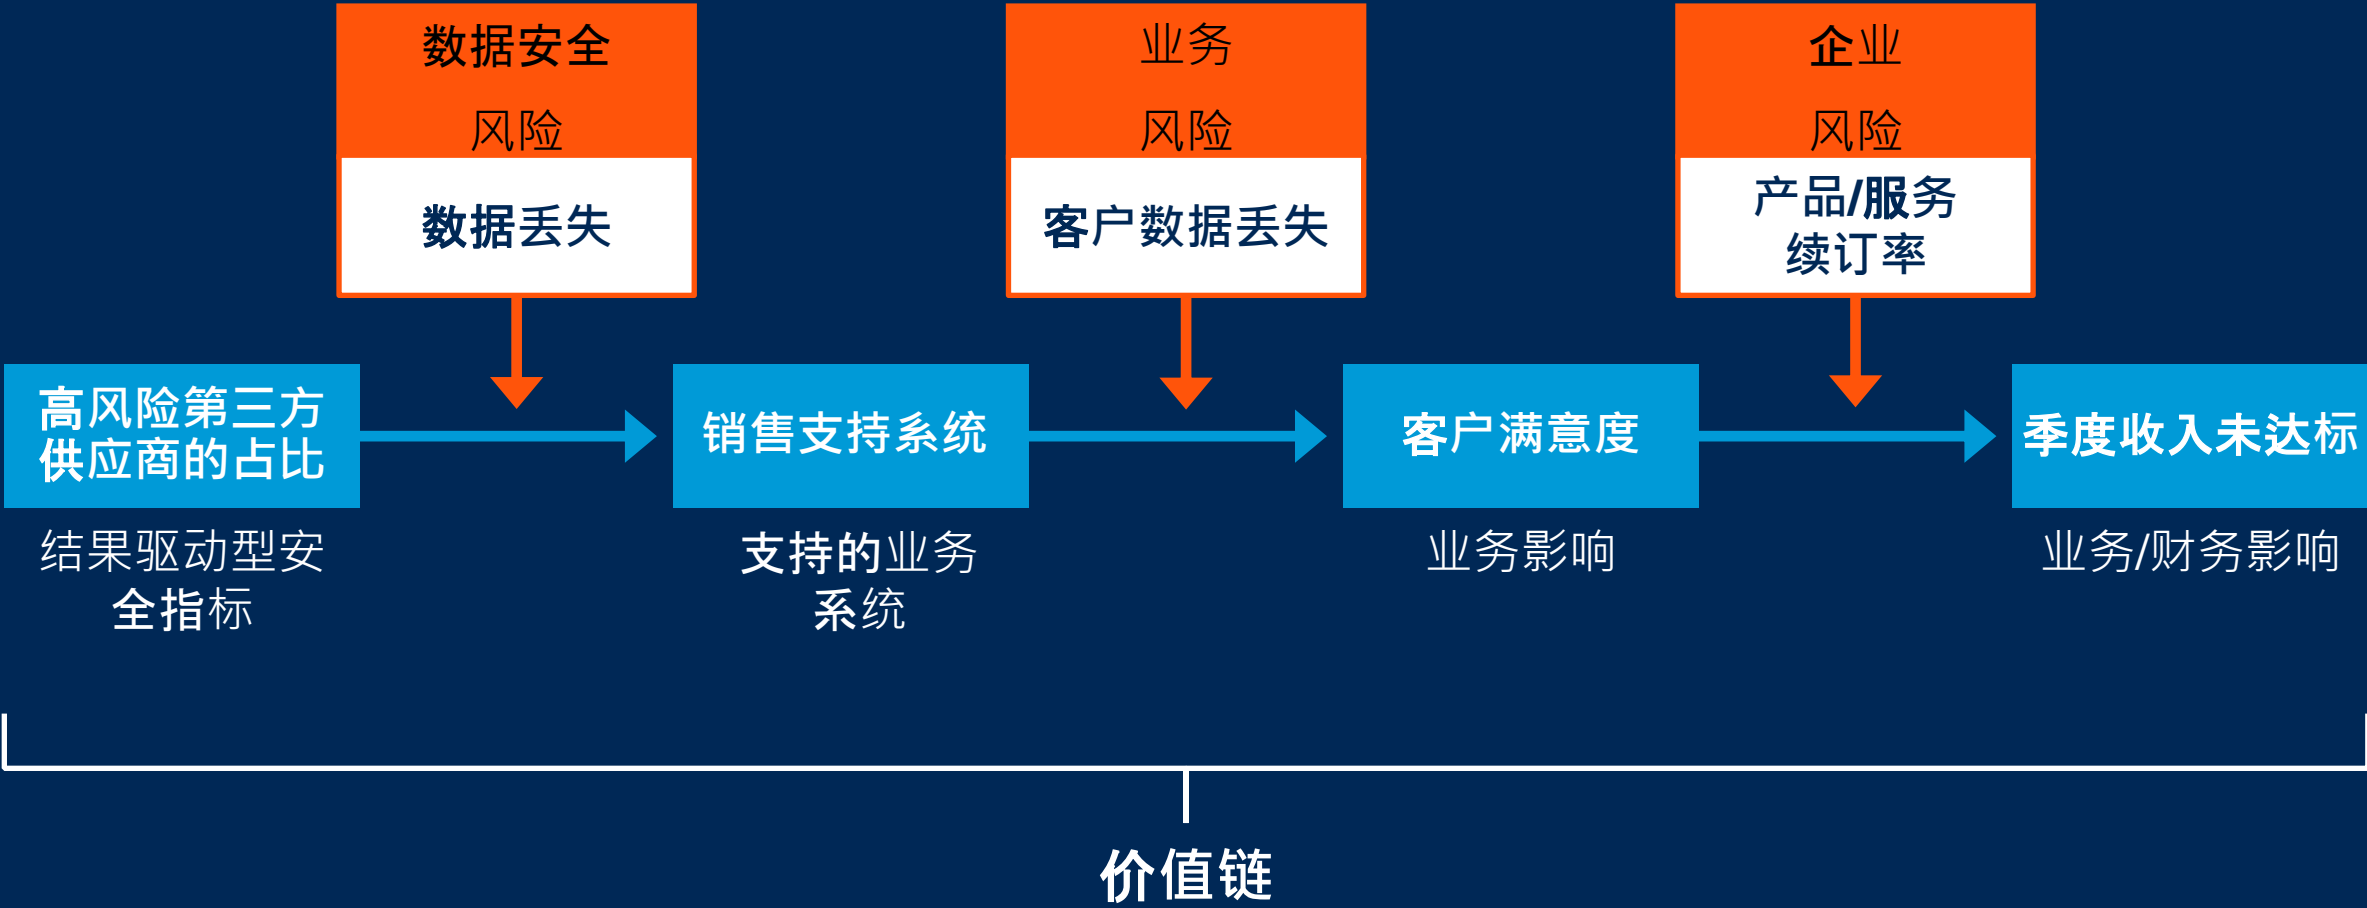 数据安全
风险
数据丢失
业务
风险
客户数据丢失
企业
风险
产品/服务
续订率
高风险第三方
供应商的占比
销售支持系统
客户满意度
季度收入未达标
结果驱动型安
全指标
支持的业务
系统
业务影响
业务/财务影响
价值链